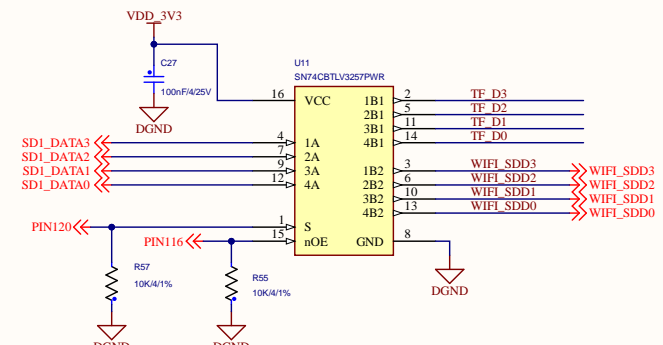 VDD_3V3
C27
100nF/4/25V
DGND
U11
SN74CBTLV3257PWR
16 VCC
1B1 2 TF_D3
2B1 5 TF_D2
3B1 11 TF_D1
4B1 14 TF_D0
SD1_DATA3 4 1A
SD1_DATA2 7 2A
SD1_DATA1 9 3A
SD1_DATA0 12 4A
1B2 3 WIFI_SDD3 WIFI_SDD3
2B2 6 WIFI_SDD2 WIFI_SDD2
3B2 10 WIFI_SDD1 WIFI_SDD1
4B2 13 WIFI_SDD0 WIFI_SDD0
PIN120 1 S
PIN116 15 nOE
GND 8
DGND
R57
10K/4/1%
R55
10K/4/1%
DGND
DGND